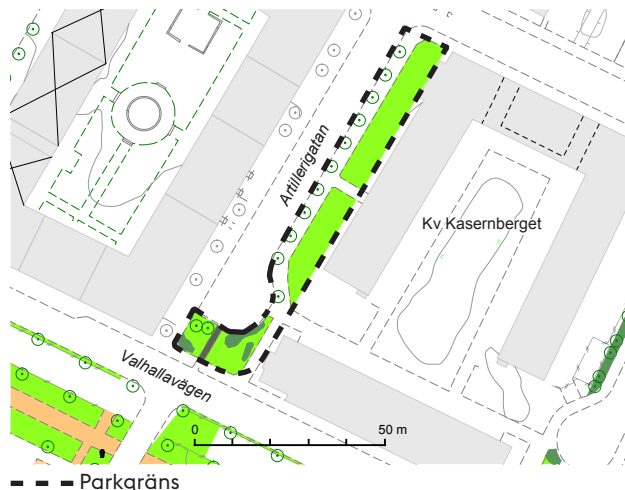 Artillerigatan
Kv Kasernberget
Valhallavägen
0 50 m
Parkgräns